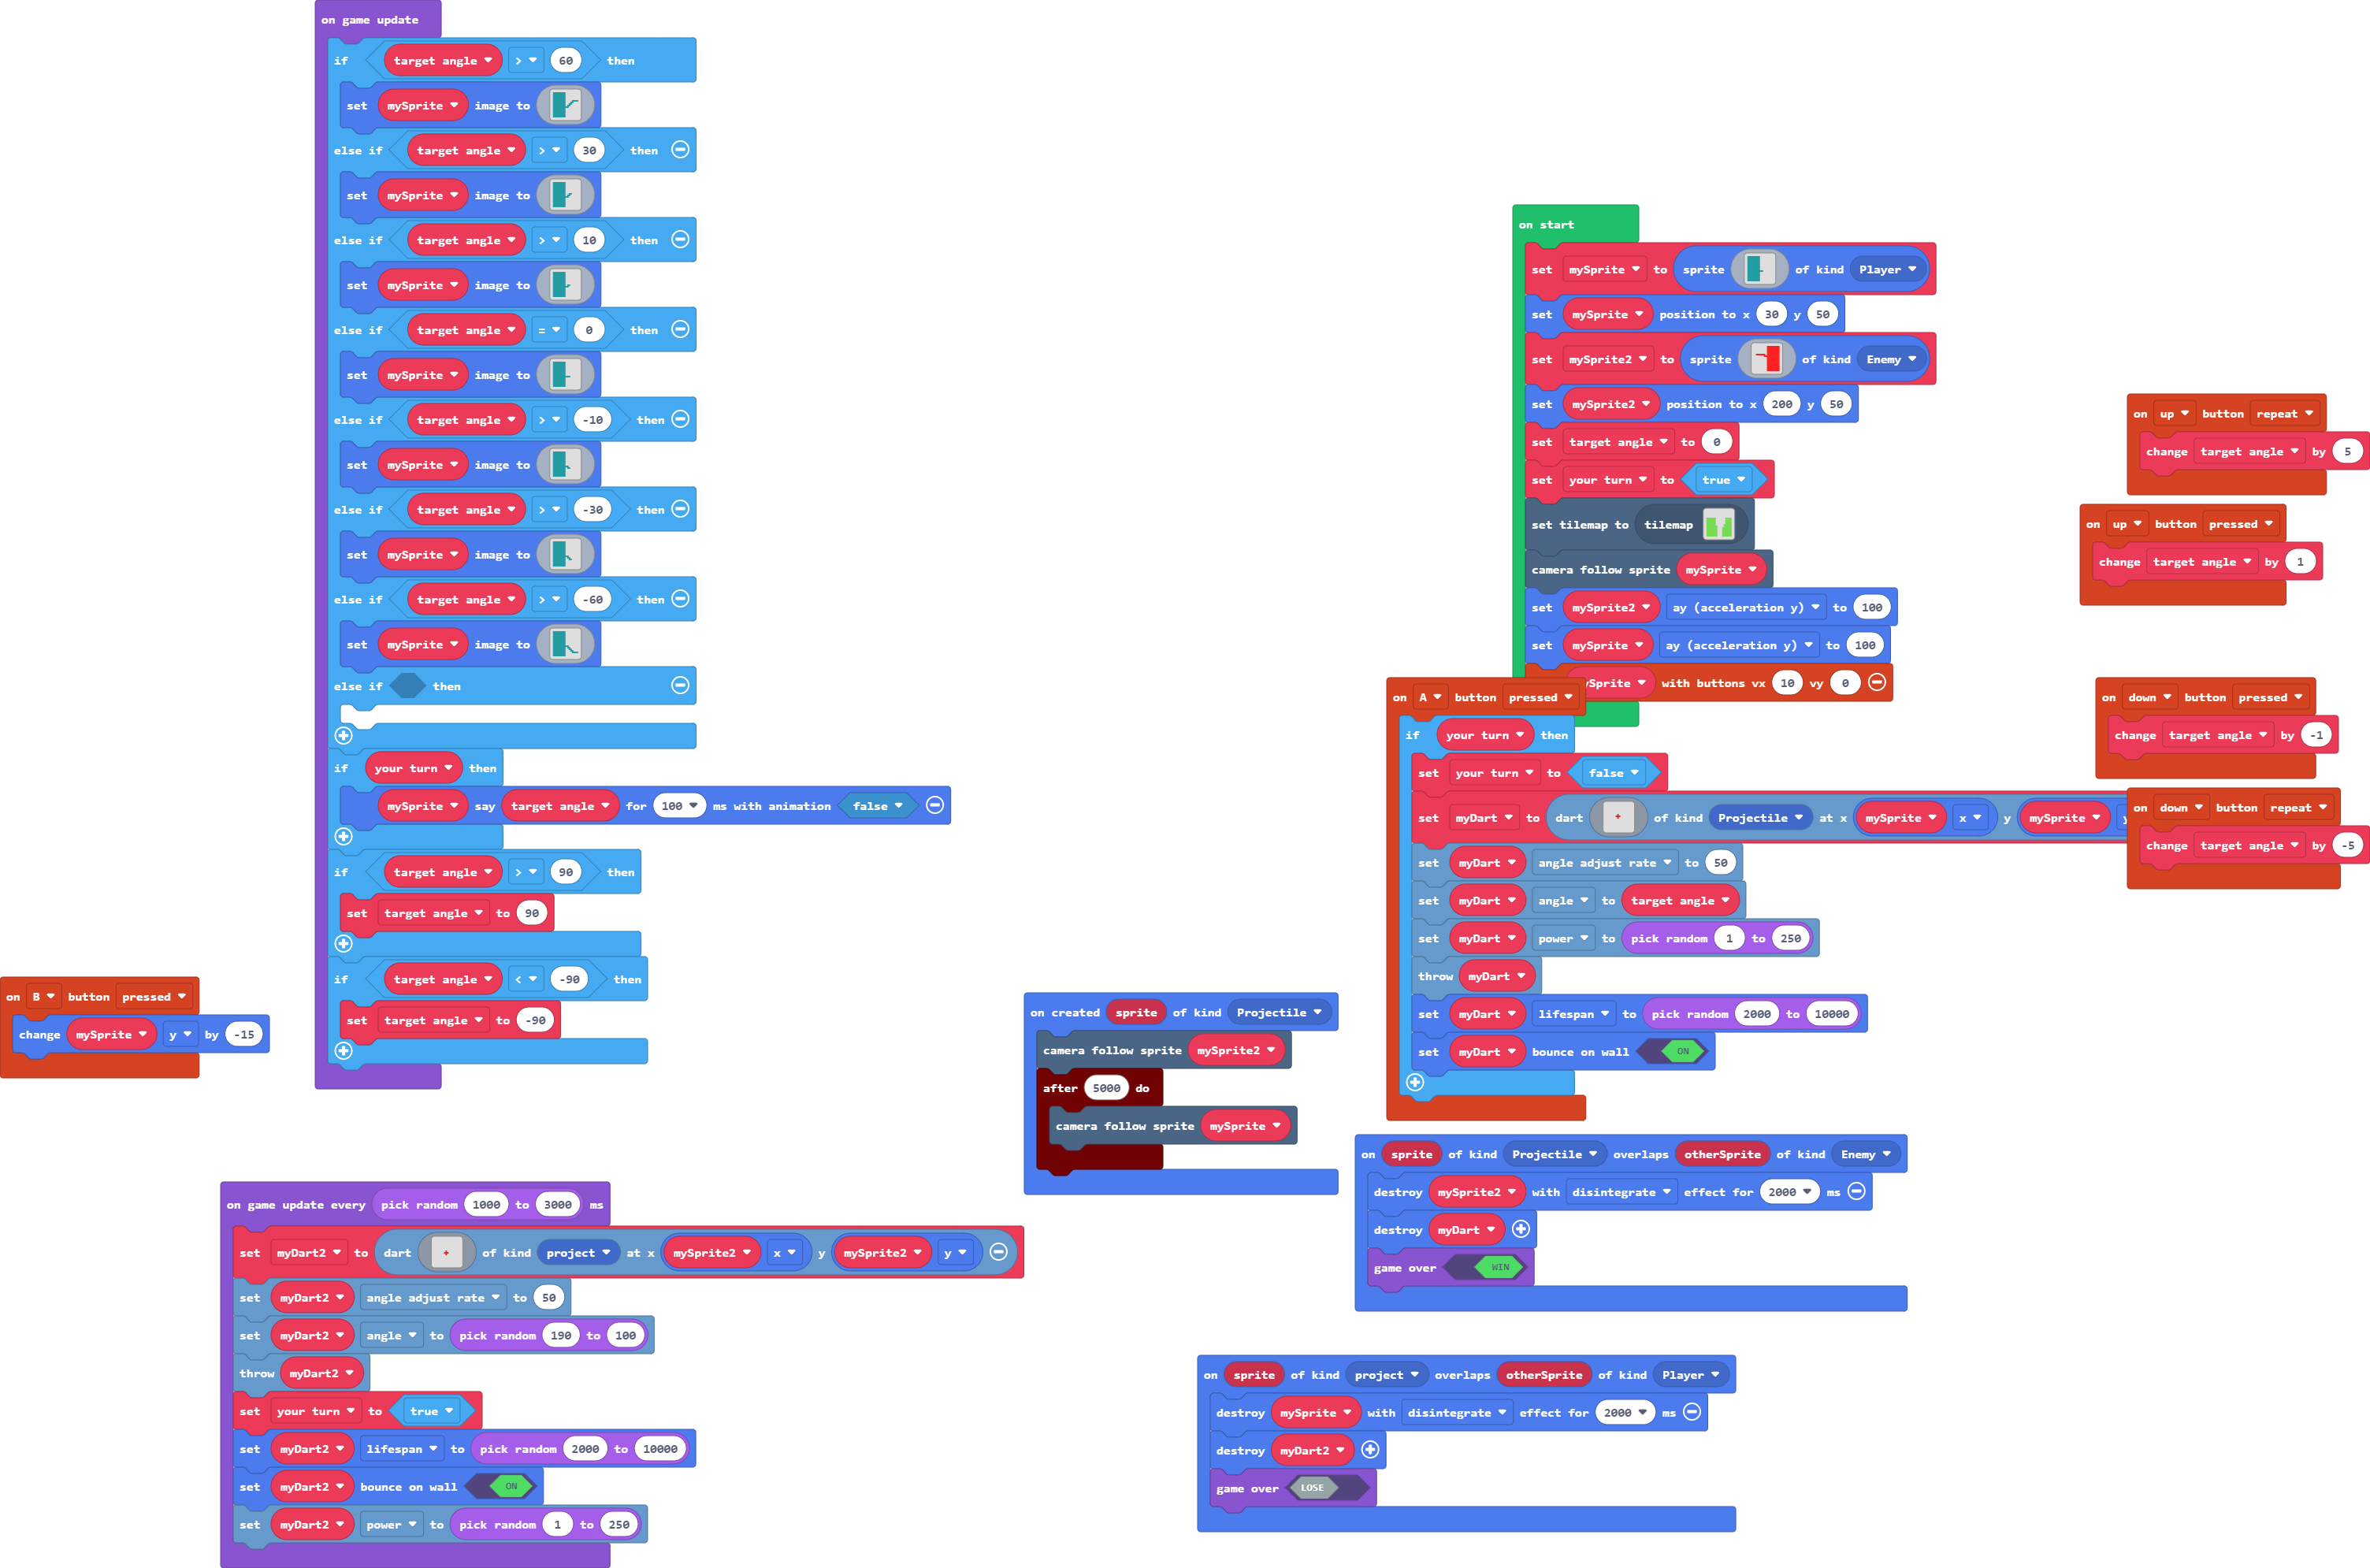 on game update
if target angle > 60 then
set mySprite image to
else if target angle > 30 then
set mySprite image to
else if target angle > 10 then
set mySprite image to
else if target angle = 0 then
set mySprite image to
else if target angle > -10 then
set mySprite image to
else if target angle > -30 then
set mySprite image to
else if target angle > -60 then
set mySprite image to
else if then
if your turn then
mySprite say target angle for 100 ms with animation false
if target angle > 90 then
set target angle to 90
if target angle < -90 then
set target angle to -90
on B button pressed
change mySprite y by -15
on game update every pick random 1000 to 3000 ms
set myDart2 to dart of kind project at x mySprite2 x y mySprite2 y
set myDart2 angle adjust rate to 50
set myDart2 angle to pick random 190 to 100
throw myDart2
set your turn to true
set myDart2 lifespan to pick random 2000 to 10000
set myDart2 bounce on wall ON
set myDart2 power to pick random 1 to 250
on created sprite of kind Projectile
camera follow sprite mySprite2
after 5000 do
camera follow sprite mySprite
on start
set mySprite to sprite of kind Player
set mySprite position to x 30 y 50
set mySprite2 to sprite of kind Enemy
set mySprite2 position to x 200 y 50
set target angle to 0
set your turn to true
set tilemap to tilemap
camera follow sprite mySprite
set mySprite2 ay (acceleration y) to 100
set mySprite ay (acceleration y) to 100
ySprite with buttons vx 10 vy 0
on A button pressed
if your turn then
set your turn to false
set myDart to dart of kind Projectile at x mySprite x y mySprite
set myDart angle adjust rate to 50
set myDart angle to target angle
set myDart power to pick random 1 to 250
throw myDart
set myDart lifespan to pick random 2000 to 10000
set myDart bounce on wall ON
on sprite of kind Projectile overlaps otherSprite of kind Enemy
destroy mySprite2 with disintegrate effect for 2000 ms
destroy myDart
game over WIN
on sprite of kind project overlaps otherSprite of kind Player
destroy mySprite with disintegrate effect for 2000 ms
destroy myDart2
game over LOSE
on up button repeat
change target angle by 5
on up button pressed
change target angle by 1
on down button pressed
change target angle by -1
on down button repeat
change target angle by -5